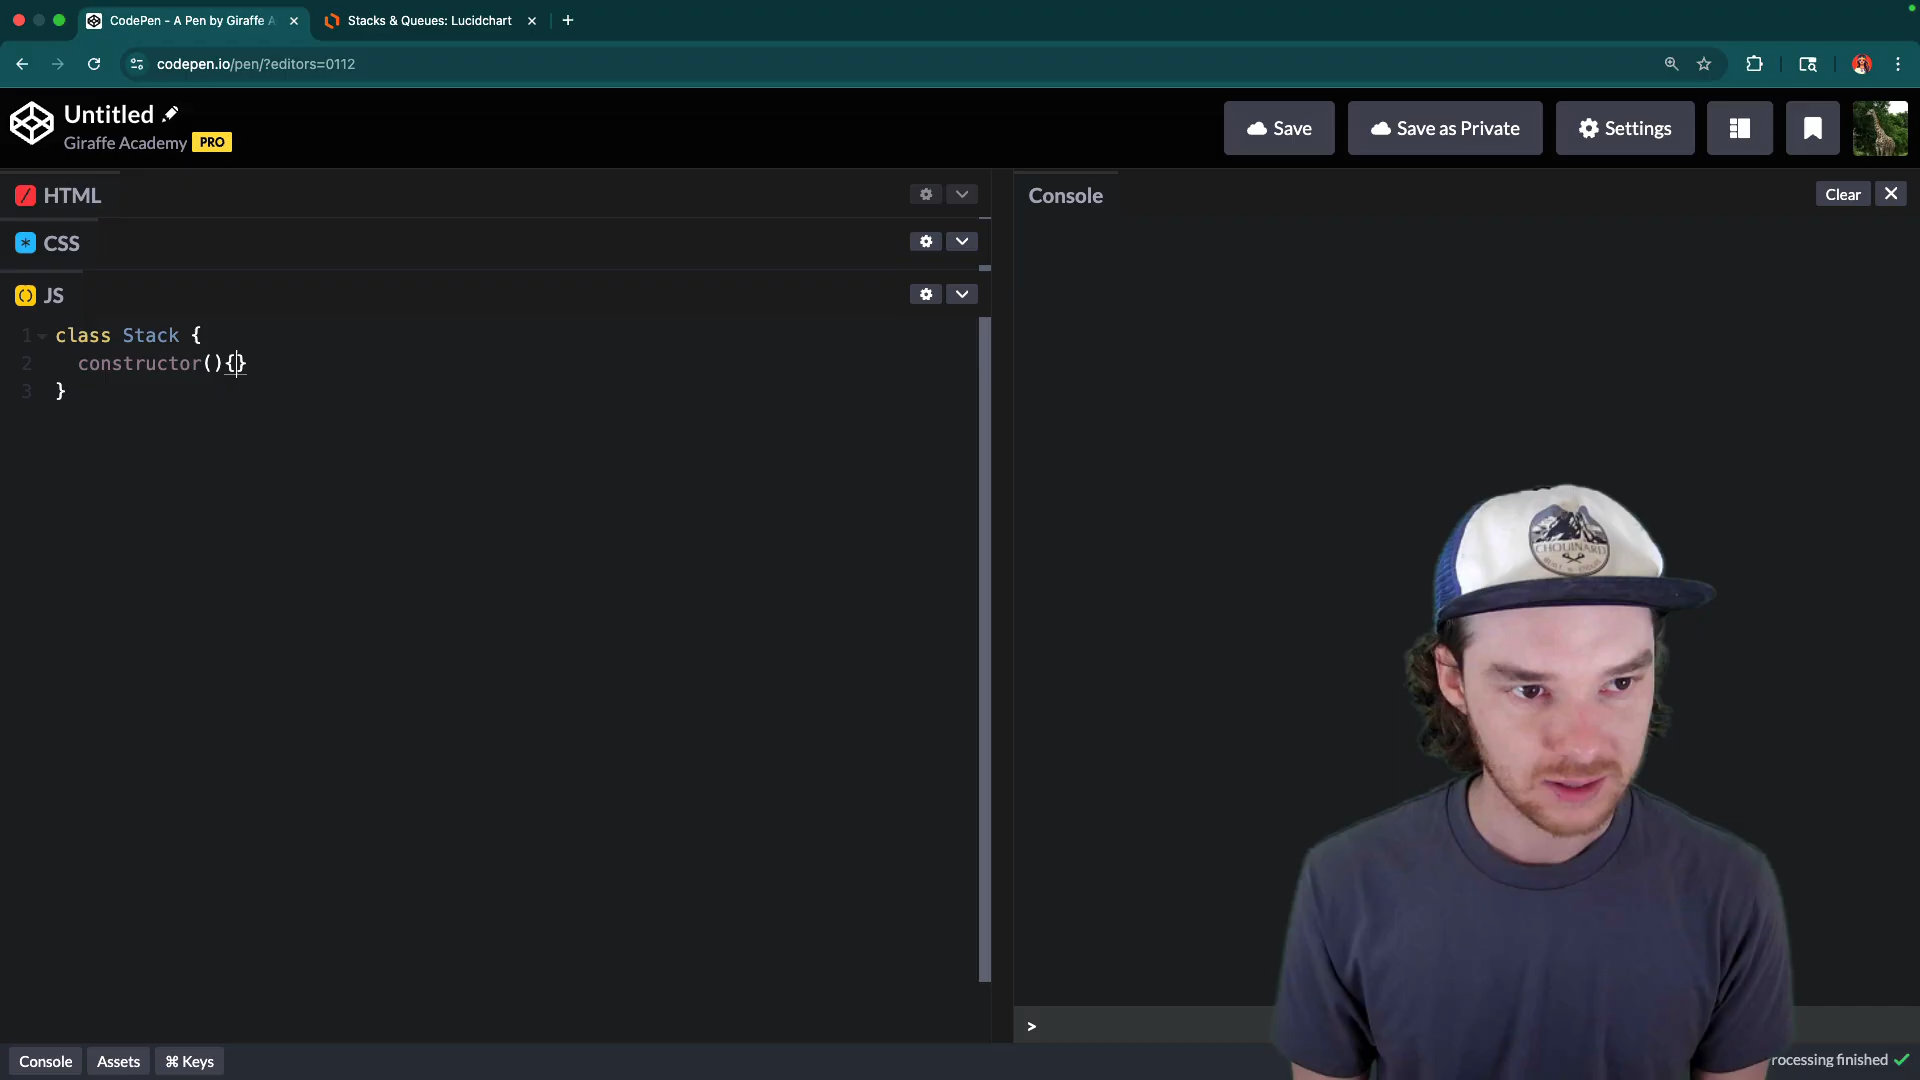 CodePen - A Pen by Giraffe A
Stacks & Queues: Lucidchart
codepen.io/pen/?editors=0112
Untitled
Giraffe Academy PRO
Save
Save as Private
Settings
HTML
CSS
JS
1 class Stack {
2 constructor(){}
3 }
Console
Clear
>
CHOUINARD
Console
Assets
⌘ Keys
rocessing finished